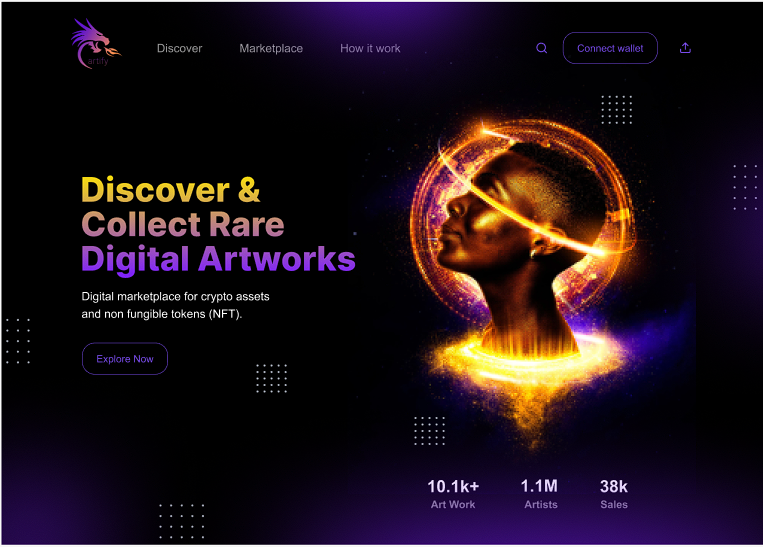 artify
Discover
Marketplace
How it work
Connect wallet
Discover &
Collect Rare
Digital Artworks
Digital marketplace for crypto assets
and non fungible tokens (NFT).
Explore Now
10.1k+
1.1M
38k
Art Work
Artists
Sales